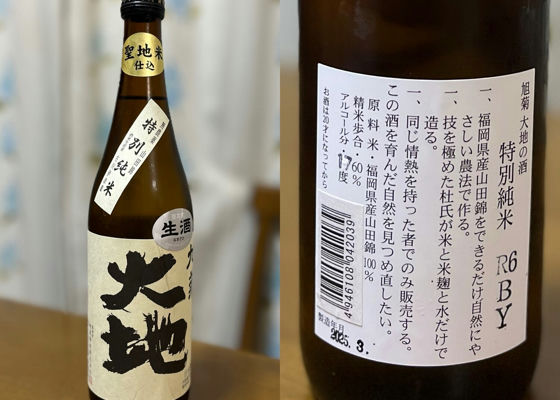 聖地米
仕込
特別純米
生酒
大地
旭菊 大地の酒
特別純米 R6BY
一、福岡県産山田錦をできるだけ自然にや
さしい農法で作る。
一、技を極めた杜氏が米と米麹と水だけで
造る。
一、同じ情熱を持った者でのみ販売する。
この酒を育んだ自然を見つめ直したい。
原料米・福岡県産山田錦100%
精米歩合 60%
アルコール分 17度
お酒は20才になってから
4946108042039
製造年月
2025.3.